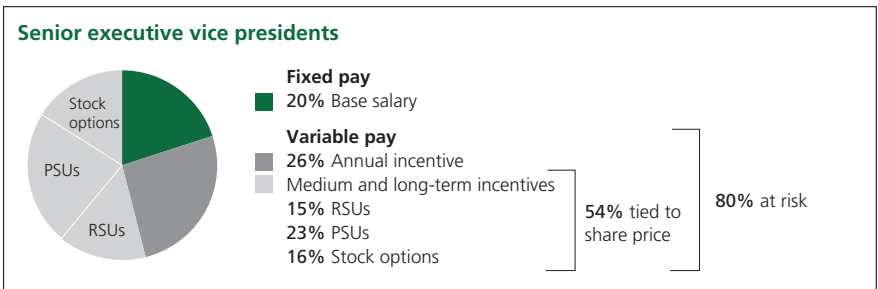 Senior executive vice presidents
Stock
options
PSUs
RSUs
Fixed pay
20% Base salary
Variable pay
26% Annual incentive
Medium and long-term incentives
15% RSUs
23% PSUs
16% Stock options
54% tied to
share price
80% at risk